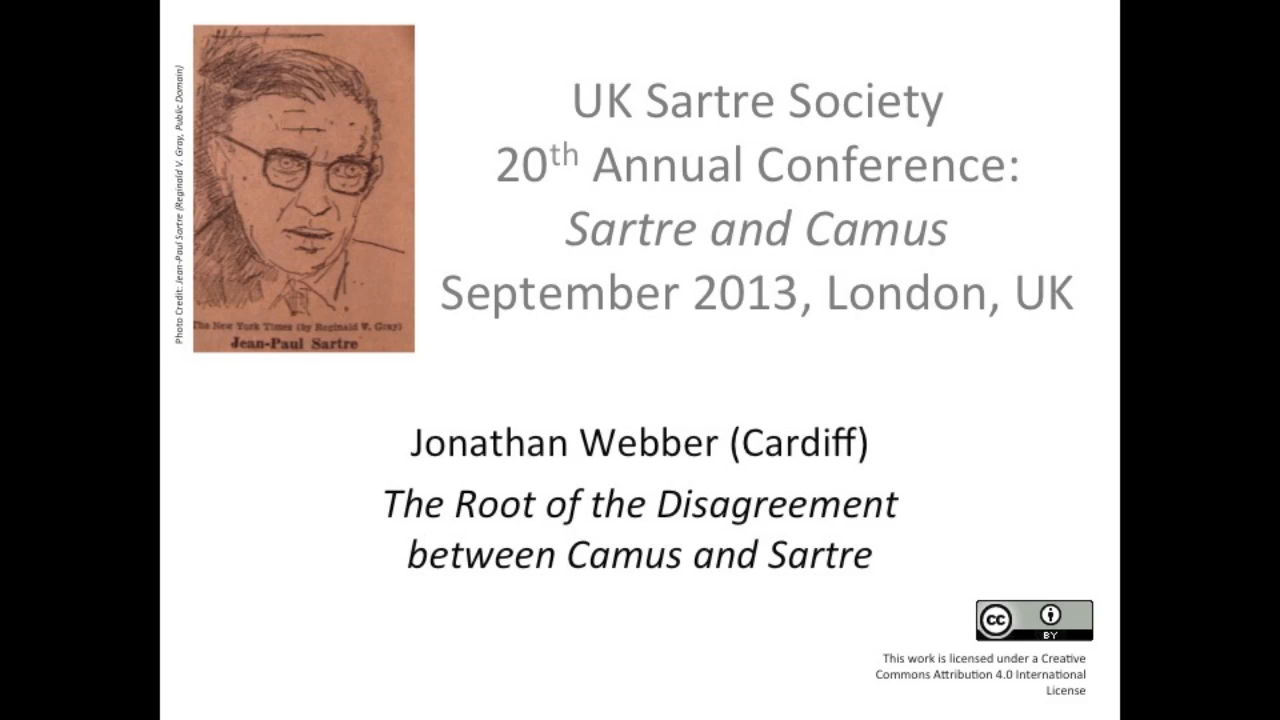 Photo Credit: Jean-Paul Sartre (Reginald V. Gray, Public Domain)
The New York Times (by Reginald V. Gray)
Jean-Paul Sartre
UK Sartre Society
20th Annual Conference:
Sartre and Camus
September 2013, London, UK
Jonathan Webber (Cardiff)
The Root of the Disagreement
between Camus and Sartre
cc
BY
This work is licensed under a Creative
Commons Attribution 4.0 International
License